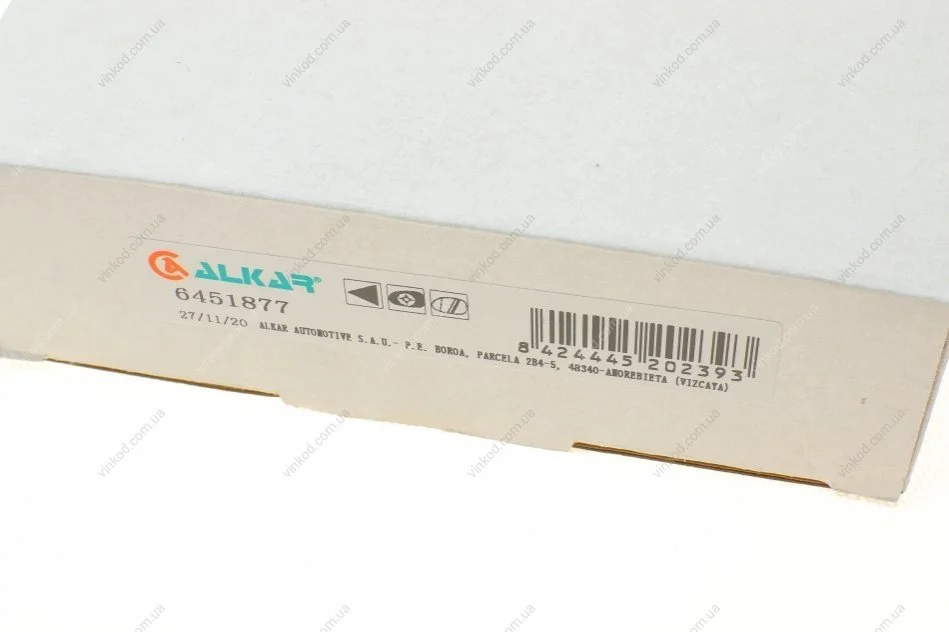 ALKAR®
6451877
27/11/20 ALKAR AUTOMOTIVE S.A.U.- P.E. BOROA, PARCELA 2B4-5, 48340-AMOREBIETA (VIZCAYA)
8 424445 202393
vinkod.com.ua